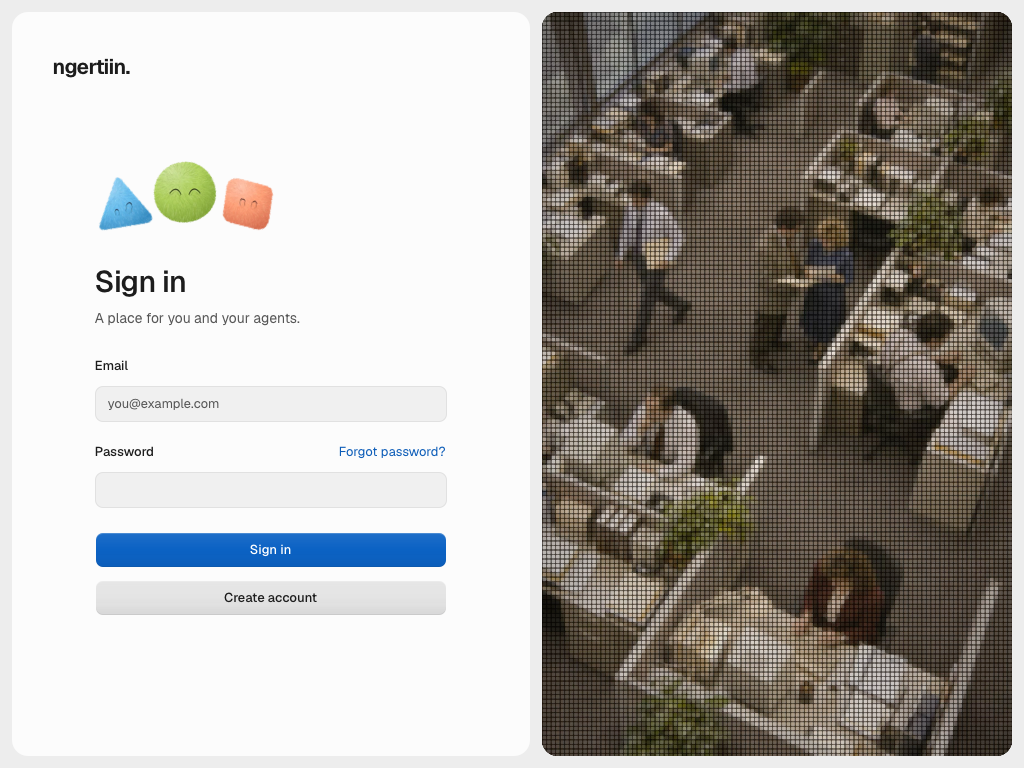 ngertiin.
Sign in
A place for you and your agents.
Email
you@example.com
Password
Forgot password?
Sign in
Create account